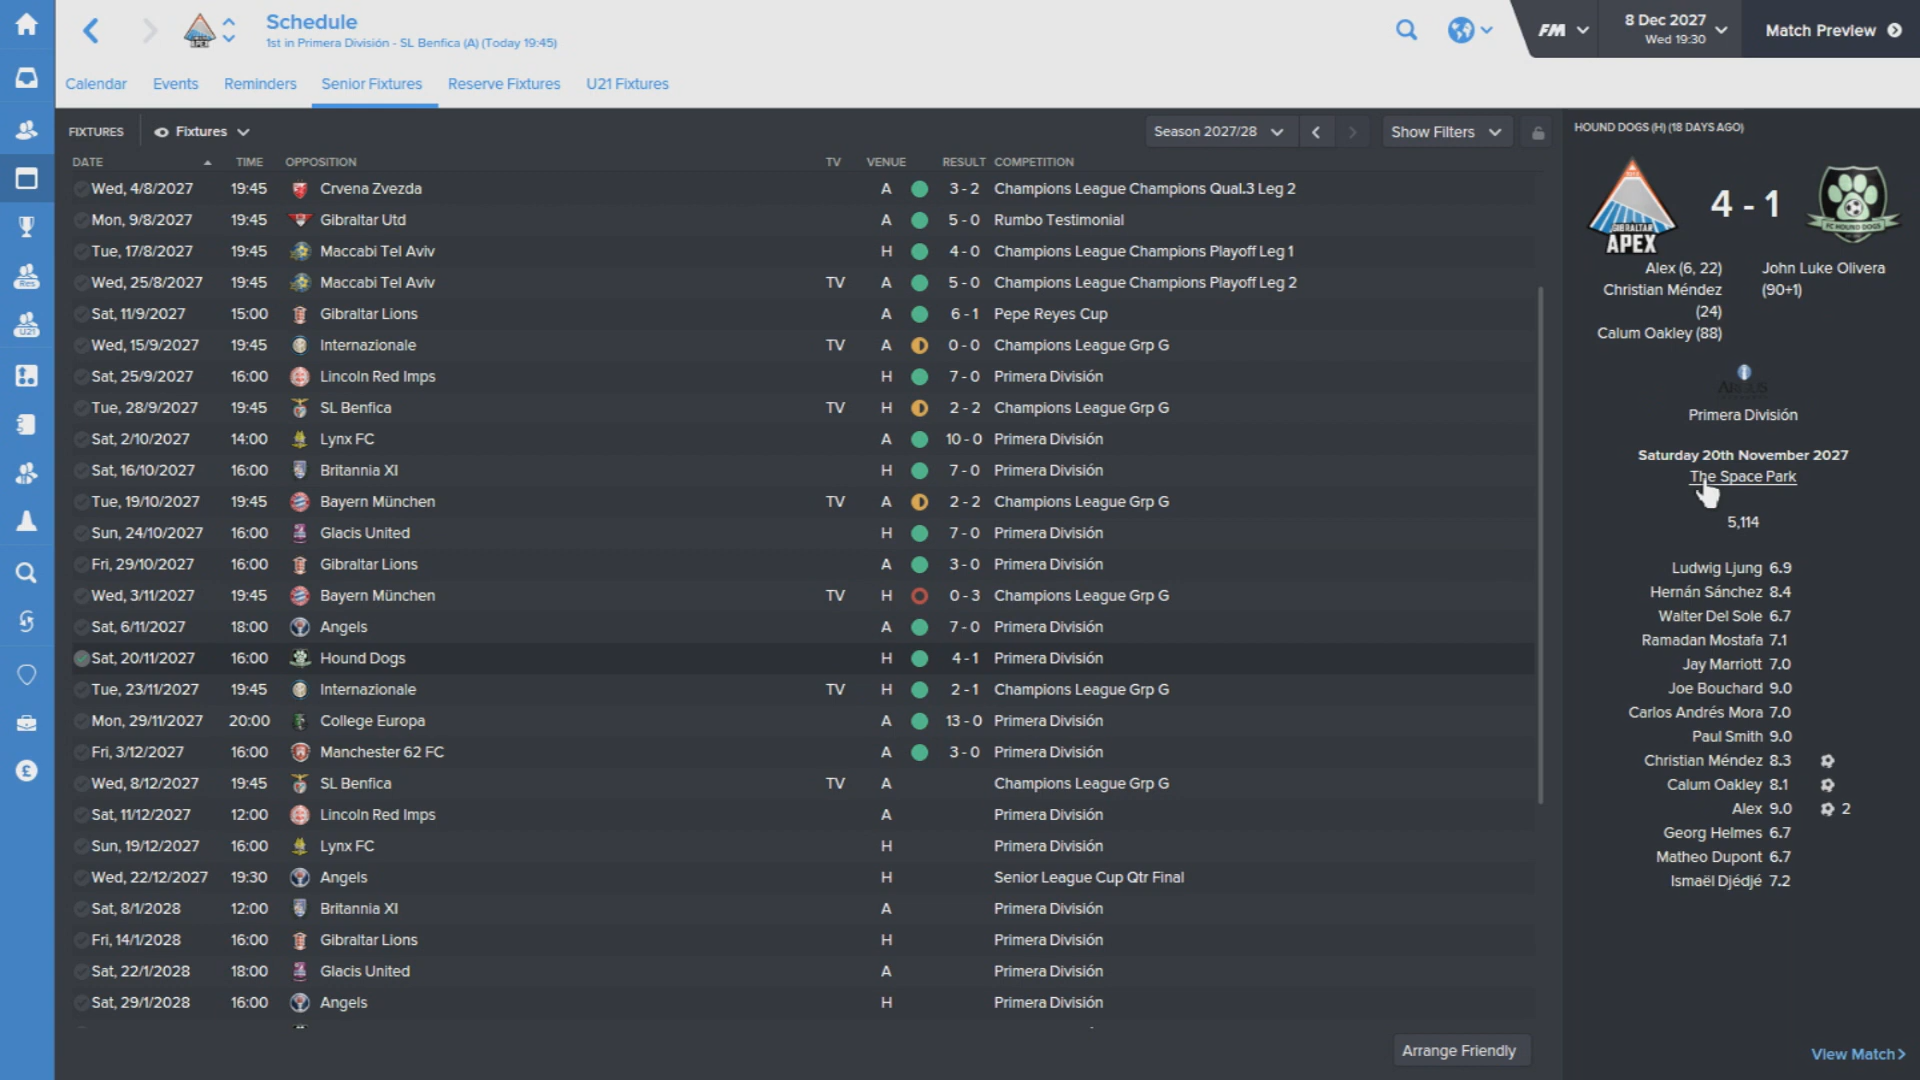 Schedule
1st in Primera División - SL Benfica (A) (Today 19:45)
FM
8 Dec 2027
Wed 19:30
Match Preview
Calendar Events Reminders Senior Fixtures Reserve Fixtures U21 Fixtures
FIXTURES Fixtures Season 2027/28 Show Filters
DATE TIME OPPOSITION TV VENUE RESULT COMPETITION
Wed, 4/8/2027 19:45 Crvena Zvezda A 3 - 2 Champions League Champions Qual.3 Leg 2
Mon, 9/8/2027 19:45 Gibraltar Utd A 5 - 0 Rumbo Testimonial
Tue, 17/8/2027 19:45 Maccabi Tel Aviv H 4 - 0 Champions League Champions Playoff Leg 1
Wed, 25/8/2027 19:45 Maccabi Tel Aviv TV A 5 - 0 Champions League Champions Playoff Leg 2
Sat, 11/9/2027 15:00 Gibraltar Lions A 6 - 1 Pepe Reyes Cup
Wed, 15/9/2027 19:45 Internazionale TV A 0 - 0 Champions League Grp G
Sat, 25/9/2027 16:00 Lincoln Red Imps H 7 - 0 Primera División
Tue, 28/9/2027 19:45 SL Benfica TV H 2 - 2 Champions League Grp G
Sat, 2/10/2027 14:00 Lynx FC A 10 - 0 Primera División
Sat, 16/10/2027 16:00 Britannia XI H 7 - 0 Primera División
Tue, 19/10/2027 19:45 Bayern München TV A 2 - 2 Champions League Grp G
Sun, 24/10/2027 16:00 Glacis United H 7 - 0 Primera División
Fri, 29/10/2027 16:00 Gibraltar Lions A 3 - 0 Primera División
Wed, 3/11/2027 19:45 Bayern München TV H 0 - 3 Champions League Grp G
Sat, 6/11/2027 18:00 Angels A 7 - 0 Primera División
Sat, 20/11/2027 16:00 Hound Dogs H 4 - 1 Primera División
Tue, 23/11/2027 19:45 Internazionale TV H 2 - 1 Champions League Grp G
Mon, 29/11/2027 20:00 College Europa A 13 - 0 Primera División
Fri, 3/12/2027 16:00 Manchester 62 FC A 3 - 0 Primera División
Wed, 8/12/2027 19:45 SL Benfica TV A Champions League Grp G
Sat, 11/12/2027 12:00 Lincoln Red Imps A Primera División
Sun, 19/12/2027 16:00 Lynx FC H Primera División
Wed, 22/12/2027 19:30 Angels H Senior League Cup Qtr Final
Sat, 8/1/2028 12:00 Britannia XI A Primera División
Fri, 14/1/2028 16:00 Gibraltar Lions H Primera División
Sat, 22/1/2028 18:00 Glacis United A Primera División
Sat, 29/1/2028 16:00 Angels H Primera División
Arrange Friendly
Res
U21
£
HOUND DOGS (H) (18 DAYS AGO)
GIBRALTAR
APEX
4 - 1
FC HOUND DOGS
Alex (6, 22)
Christian Méndez
(24)
Calum Oakley (88)
John Luke Olivera
(90+1)
Primera División
Saturday 20th November 2027
The Space Park
5,114
Ludwig Ljung 6.9
Hernán Sánchez 8.4
Walter Del Sole 6.7
Ramadan Mostafa 7.1
Jay Marriott 7.0
Joe Bouchard 9.0
Carlos Andrés Mora 7.0
Paul Smith 9.0
Christian Méndez 8.3
Calum Oakley 8.1
Alex 9.0 2
Georg Helmes 6.7
Matheo Dupont 6.7
Ismaël Djédjé 7.2
View Match